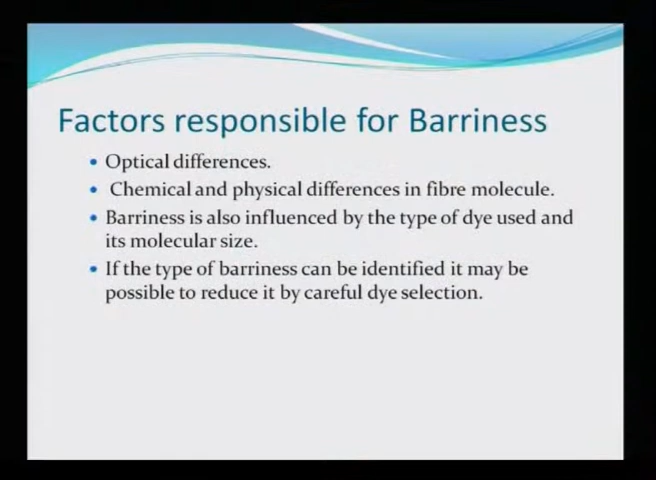 Factors responsible for Barriness
• Optical differences.
• Chemical and physical differences in fibre molecule.
• Barriness is also influenced by the type of dye used and
its molecular size.
• If the type of barriness can be identified it may be
possible to reduce it by careful dye selection.